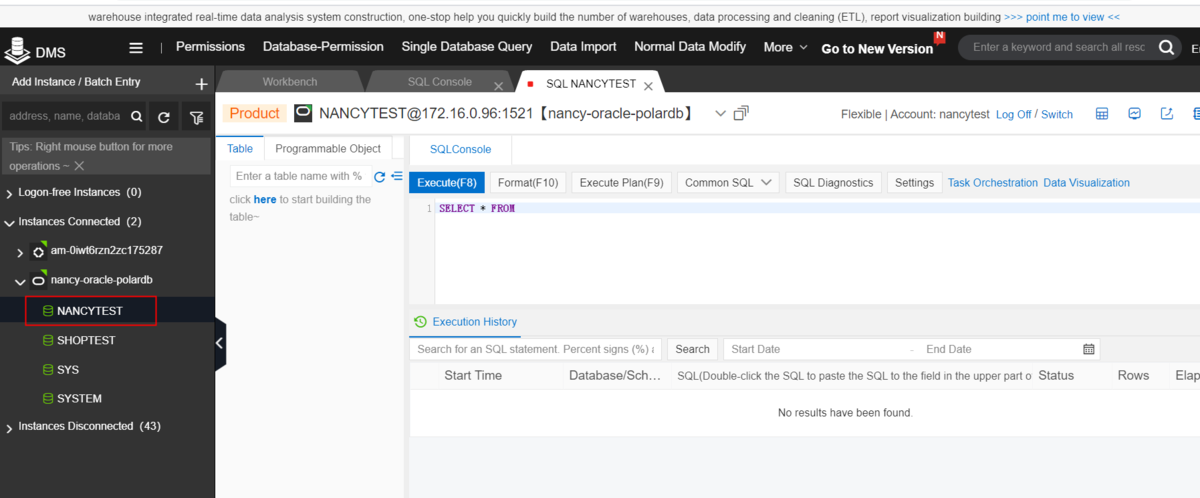 warehouse integrated real-time data analysis system construction, one-stop help you quickly build the number of warehouses, data processing and cleaning (ETL), report visualization building >>> point me to view <<
DMS
Permissions Database-Permission Single Database Query Data Import Normal Data Modify More Go to New Version N Enter a keyword and search all resc E
Add Instance / Batch Entry +
Workbench SQL Console SQL NANCYTEST
address, name, databa
Product NANCYTEST@172.16.0.96:1521【nancy-oracle-polardb】 Flexible | Account: nancytest Log Off / Switch
Tips: Right mouse button for more
operations ~
Table Programmable Object SQLConsole
Enter a table name with %
Execute(F8) Format(F10) Execute Plan(F9) Common SQL SQL Diagnostics Settings Task Orchestration Data Visualization
click here to start building the
table~
1 SELECT * FROM
Logon-free Instances (0)
Instances Connected (2)
am-0iwt6rzn2zc175287
nancy-oracle-polardb
NANCYTEST
SHOPTEST
SYS
SYSTEM
Instances Disconnected (43)
Execution History
Search for an SQL statement. Percent signs (%) Search Start Date - End Date
Start Time Database/Sch... SQL(Double-click the SQL to paste the SQL to the field in the upper part o Status Rows Elap
No results have been found.